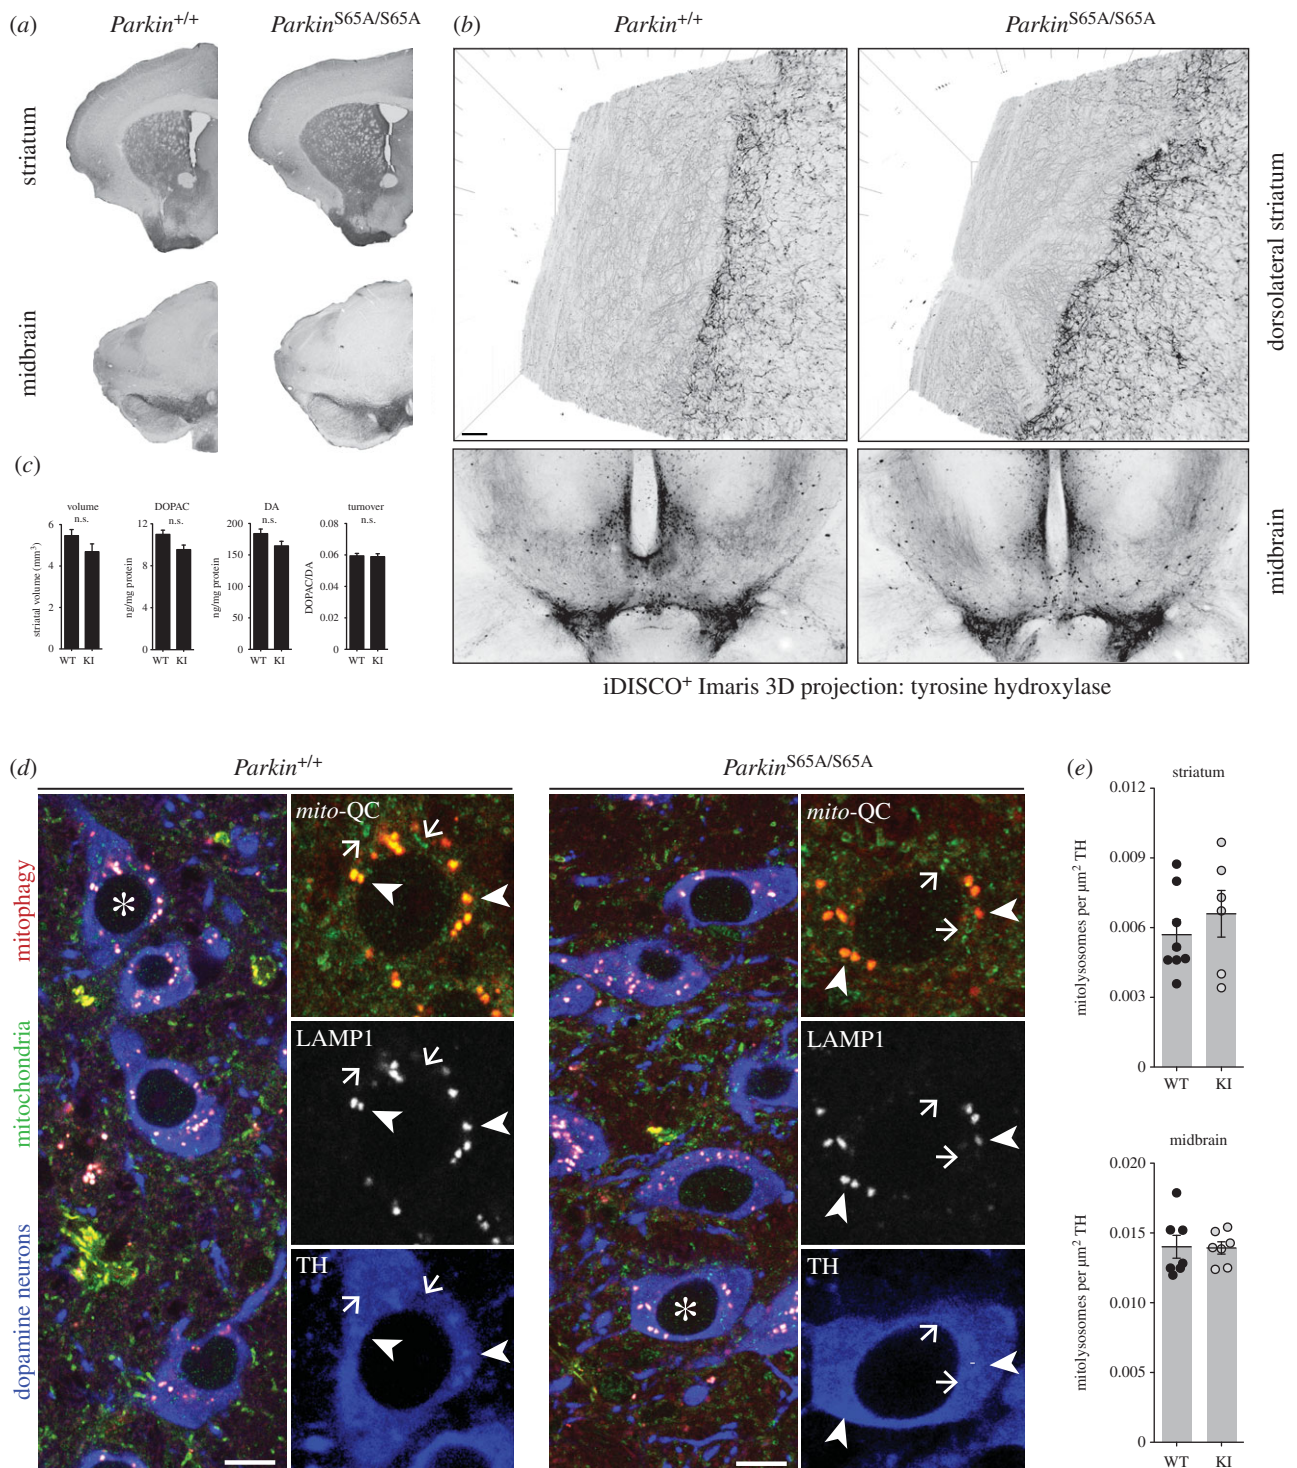 (a)
Parkin+/+
ParkinS65A/S65A
striatum
midbrain
(b)
Parkin+/+
ParkinS65A/S65A
dorsolateral striatum
midbrain
iDISCO+ Imaris 3D projection: tyrosine hydroxylase
(c)
volume
n.s.
striatal volume (mm3)
6
4
2
0
WT KI
DOPAC
n.s.
ng/mg protein
12
8
4
0
WT KI
DA
n.s.
ng/mg protein
200
150
100
50
0
WT KI
turnover
n.s.
DOPAC/DA
0.08
0.06
0.04
0.02
0
WT KI
(d)
Parkin+/+
ParkinS65A/S65A
mitophagy
mitochondria
dopamine neurons
*
mito-QC
LAMP1
TH
*
mito-QC
LAMP1
TH
(e)
striatum
mitolysosomes per µm2 TH
0.012
0.009
0.006
0.003
0
WT KI
midbrain
mitolysosomes per µm2 TH
0.020
0.015
0.010
0.005
0
WT KI